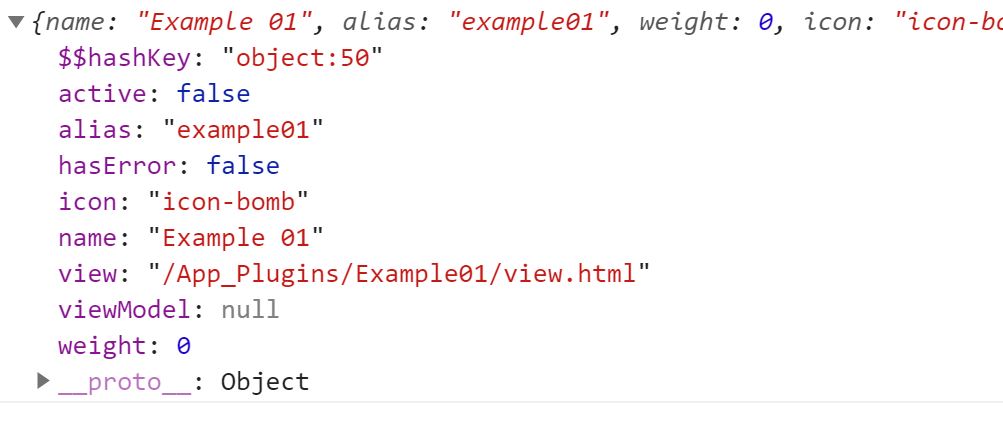 {name: "Example 01", alias: "example01", weight: 0, icon: "icon-bo
$$hashKey: "object:50"
active: false
alias: "example01"
hasError: false
icon: "icon-bomb"
name: "Example 01"
view: "/App_Plugins/Example01/view.html"
viewModel: null
weight: 0
__proto__: Object